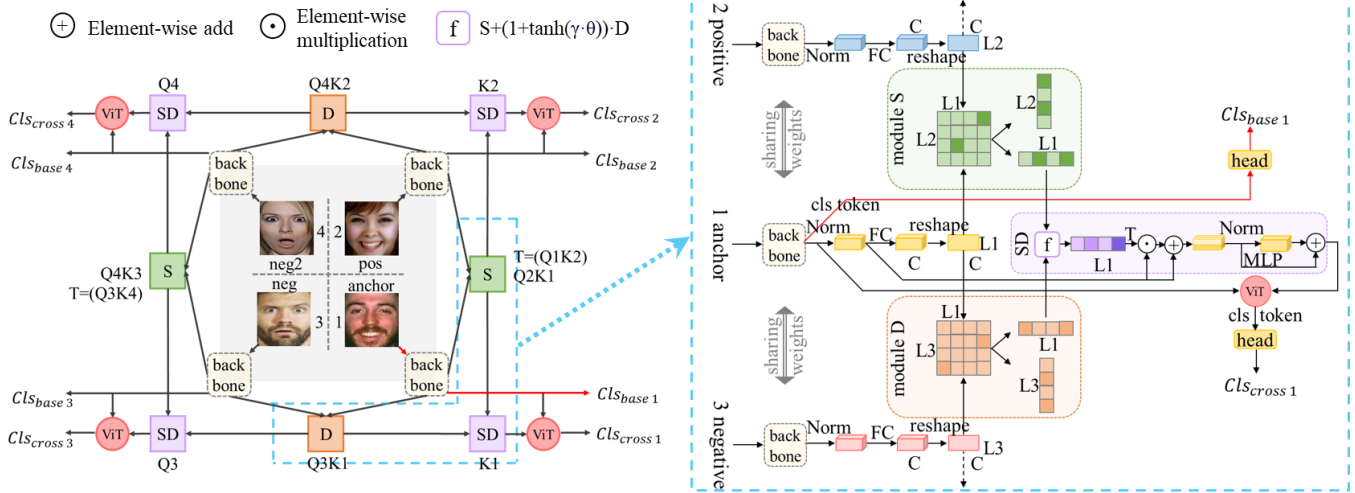 + Element-wise add
Element-wise
multiplication
f S+(1+tanh(γ·θ))·D
Q4
Q4K2
K2
ViT
SD
D
SD
ViT
Cls_cross 4
Cls_cross 2
Cls_base 4
Cls_base 2
back
bone
back
bone
4
2
neg2
pos
Q4K3
T=(Q3K4)
S
S
T=(Q1K2)
Q2K1
neg
anchor
3
1
back
bone
back
bone
Cls_base 3
Cls_base 1
Cls_cross 3
Cls_cross 1
ViT
SD
D
SD
ViT
Q3
Q3K1
K1
2 positive
back
bone
Norm
FC
C
reshape
C
L2
sharing
weights
module S
L1
L2
L2
L1
Cls_base 1
head
1 anchor
back
bone
cls token
Norm
FC
C
reshape
L1
C
SD
f
L1
T
Norm
MLP
ViT
cls token
head
Cls_cross 1
sharing
weights
module D
L1
L3
L1
L3
3 negative
back
bone
Norm
FC
C
reshape
C
L3